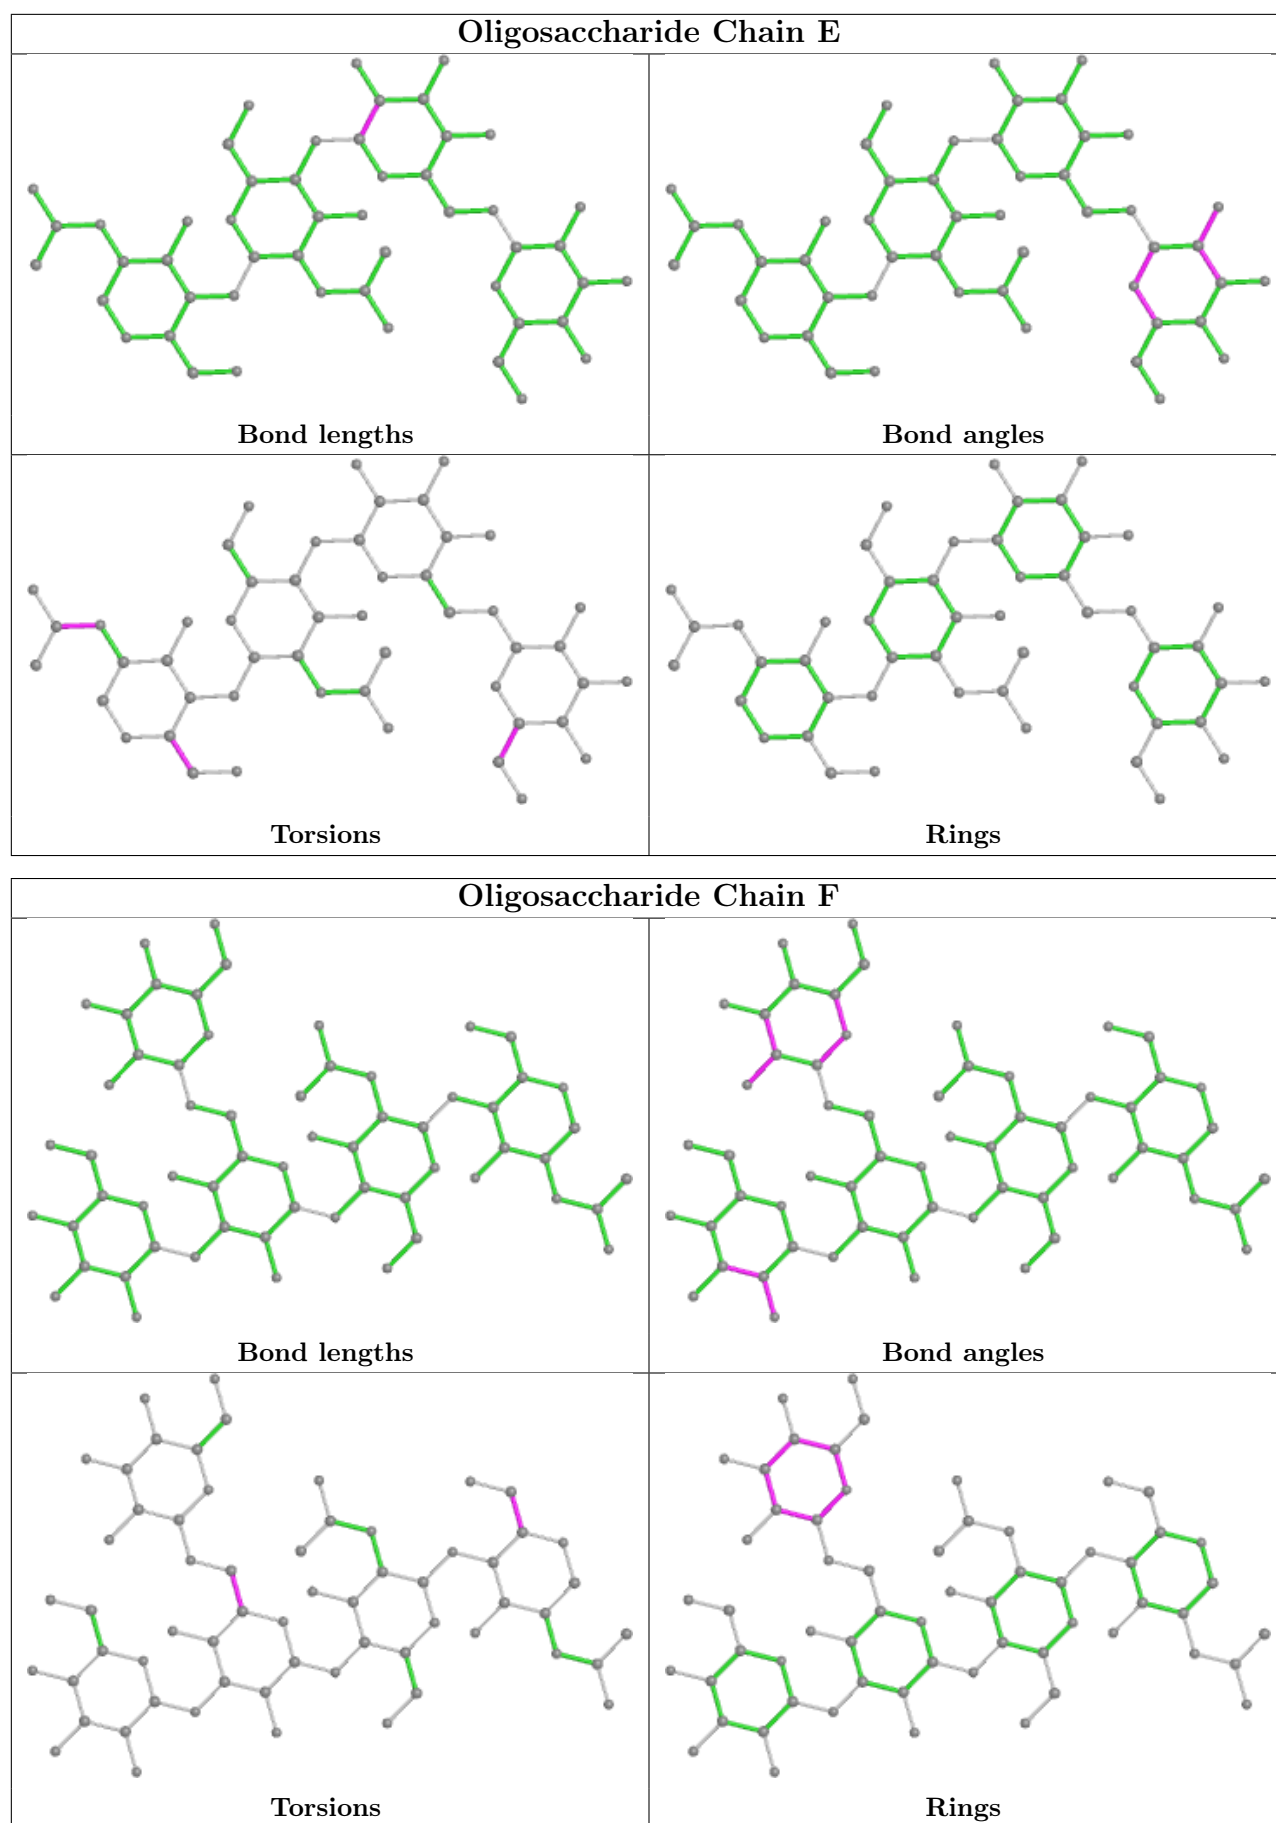 Oligosaccharide Chain E
Bond lengths
Bond angles
Torsions
Rings
Oligosaccharide Chain F
Bond lengths
Bond angles
Torsions
Rings